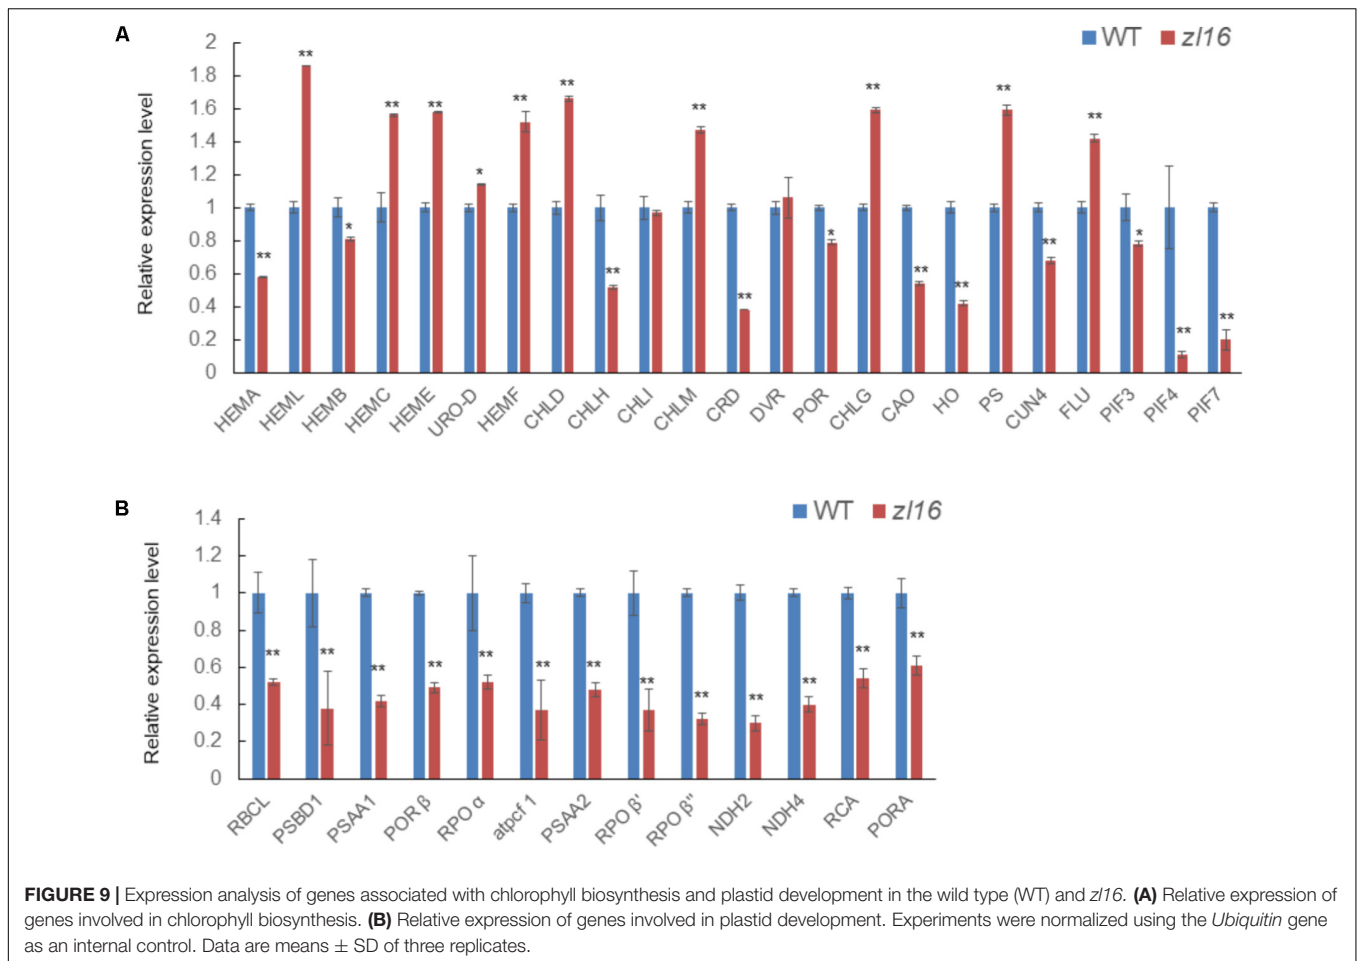 A
WT zl16
Relative expression level
2
1.8
1.6
1.4
1.2
1
0.8
0.6
0.4
0.2
0
** ** * ** ** * ** ** ** ** ** * ** ** ** ** ** ** * ** **
HEMA HEML HEMB HEMC HEME URO-D HEMF CHLD CHLH CHLI CHLM CRD DVR POR CHLG CAO HO PS CUN4 FLU PIF3 PIF4 PIF7
B
WT zl16
Relative expression level
1.4
1.2
1
0.8
0.6
0.4
0.2
0
** ** ** ** ** ** ** ** ** ** ** ** **
RBCL PSBD1 PSAA1 POR β RPO α atpcf 1 PSAA2 RPO β' RPO β" NDH2 NDH4 RCA PORA
FIGURE 9 | Expression analysis of genes associated with chlorophyll biosynthesis and plastid development in the wild type (WT) and zl16. (A) Relative expression of
genes involved in chlorophyll biosynthesis. (B) Relative expression of genes involved in plastid development. Experiments were normalized using the Ubiquitin gene
as an internal control. Data are means ± SD of three replicates.